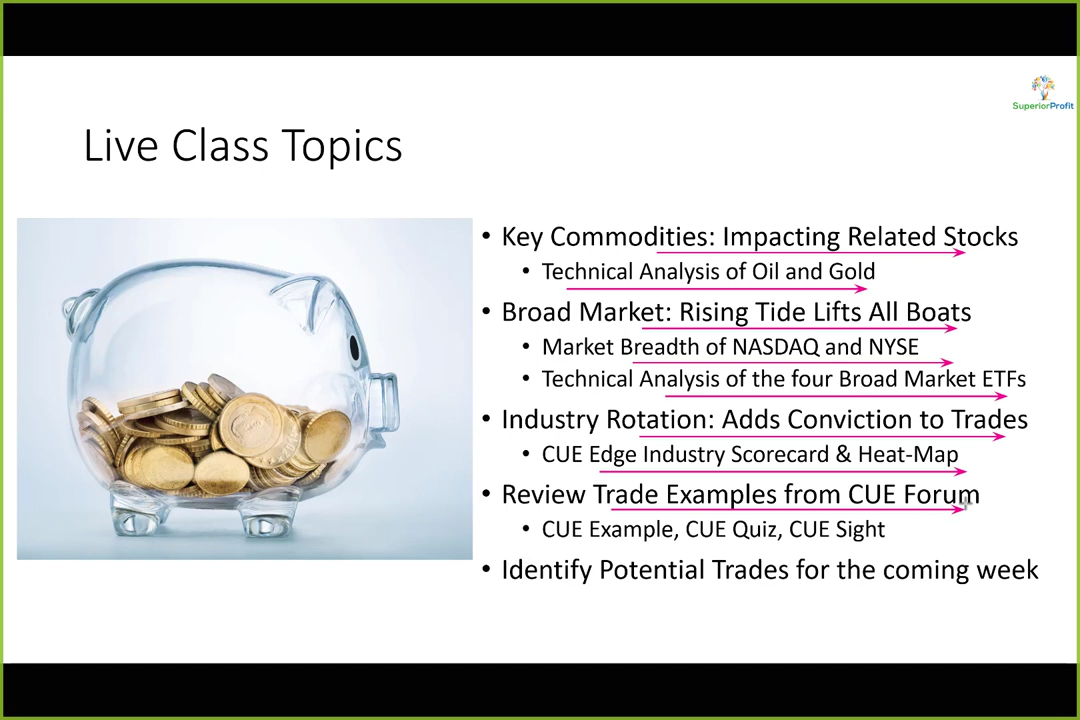 SuperiorProfit
Live Class Topics
• Key Commodities: Impacting Related Stocks
• Technical Analysis of Oil and Gold
• Broad Market: Rising Tide Lifts All Boats
• Market Breadth of NASDAQ and NYSE
• Technical Analysis of the four Broad Market ETFs
• Industry Rotation: Adds Conviction to Trades
• CUE Edge Industry Scorecard & Heat-Map
• Review Trade Examples from CUE Forum
• CUE Example, CUE Quiz, CUE Sight
• Identify Potential Trades for the coming week